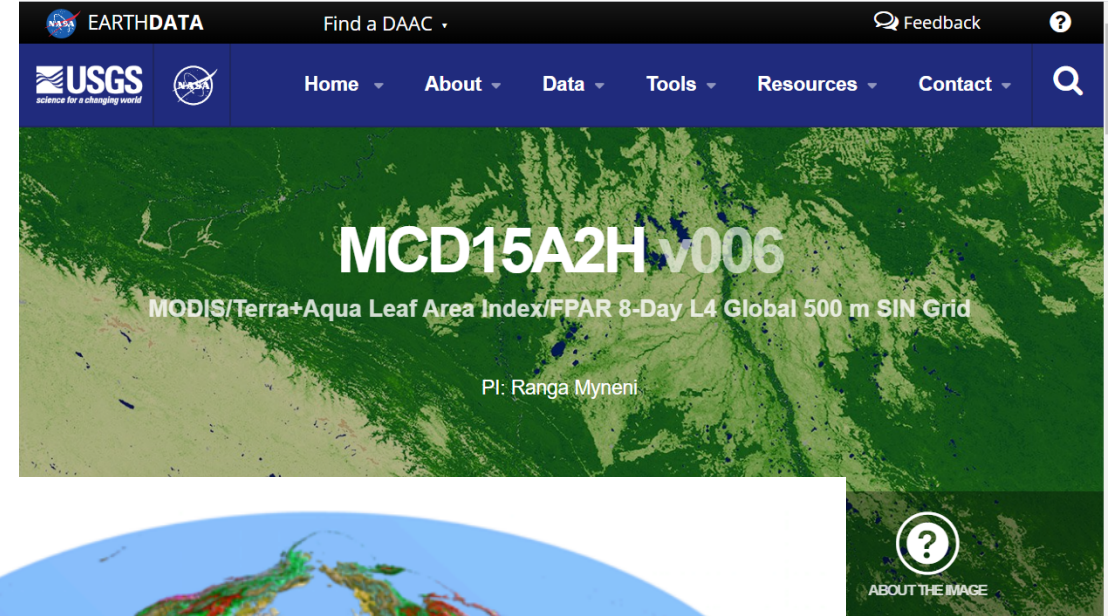 NASA EARTHDATA Find a DAAC Feedback ?
USGS NASA Home About Data Tools Resources Contact
science for a changing world
MCD15A2H v006
MODIS/Terra+Aqua Leaf Area Index/FPAR 8-Day L4 Global 500 m SIN Grid
PI: Ranga Myneni
?
ABOUT THE IMAGE